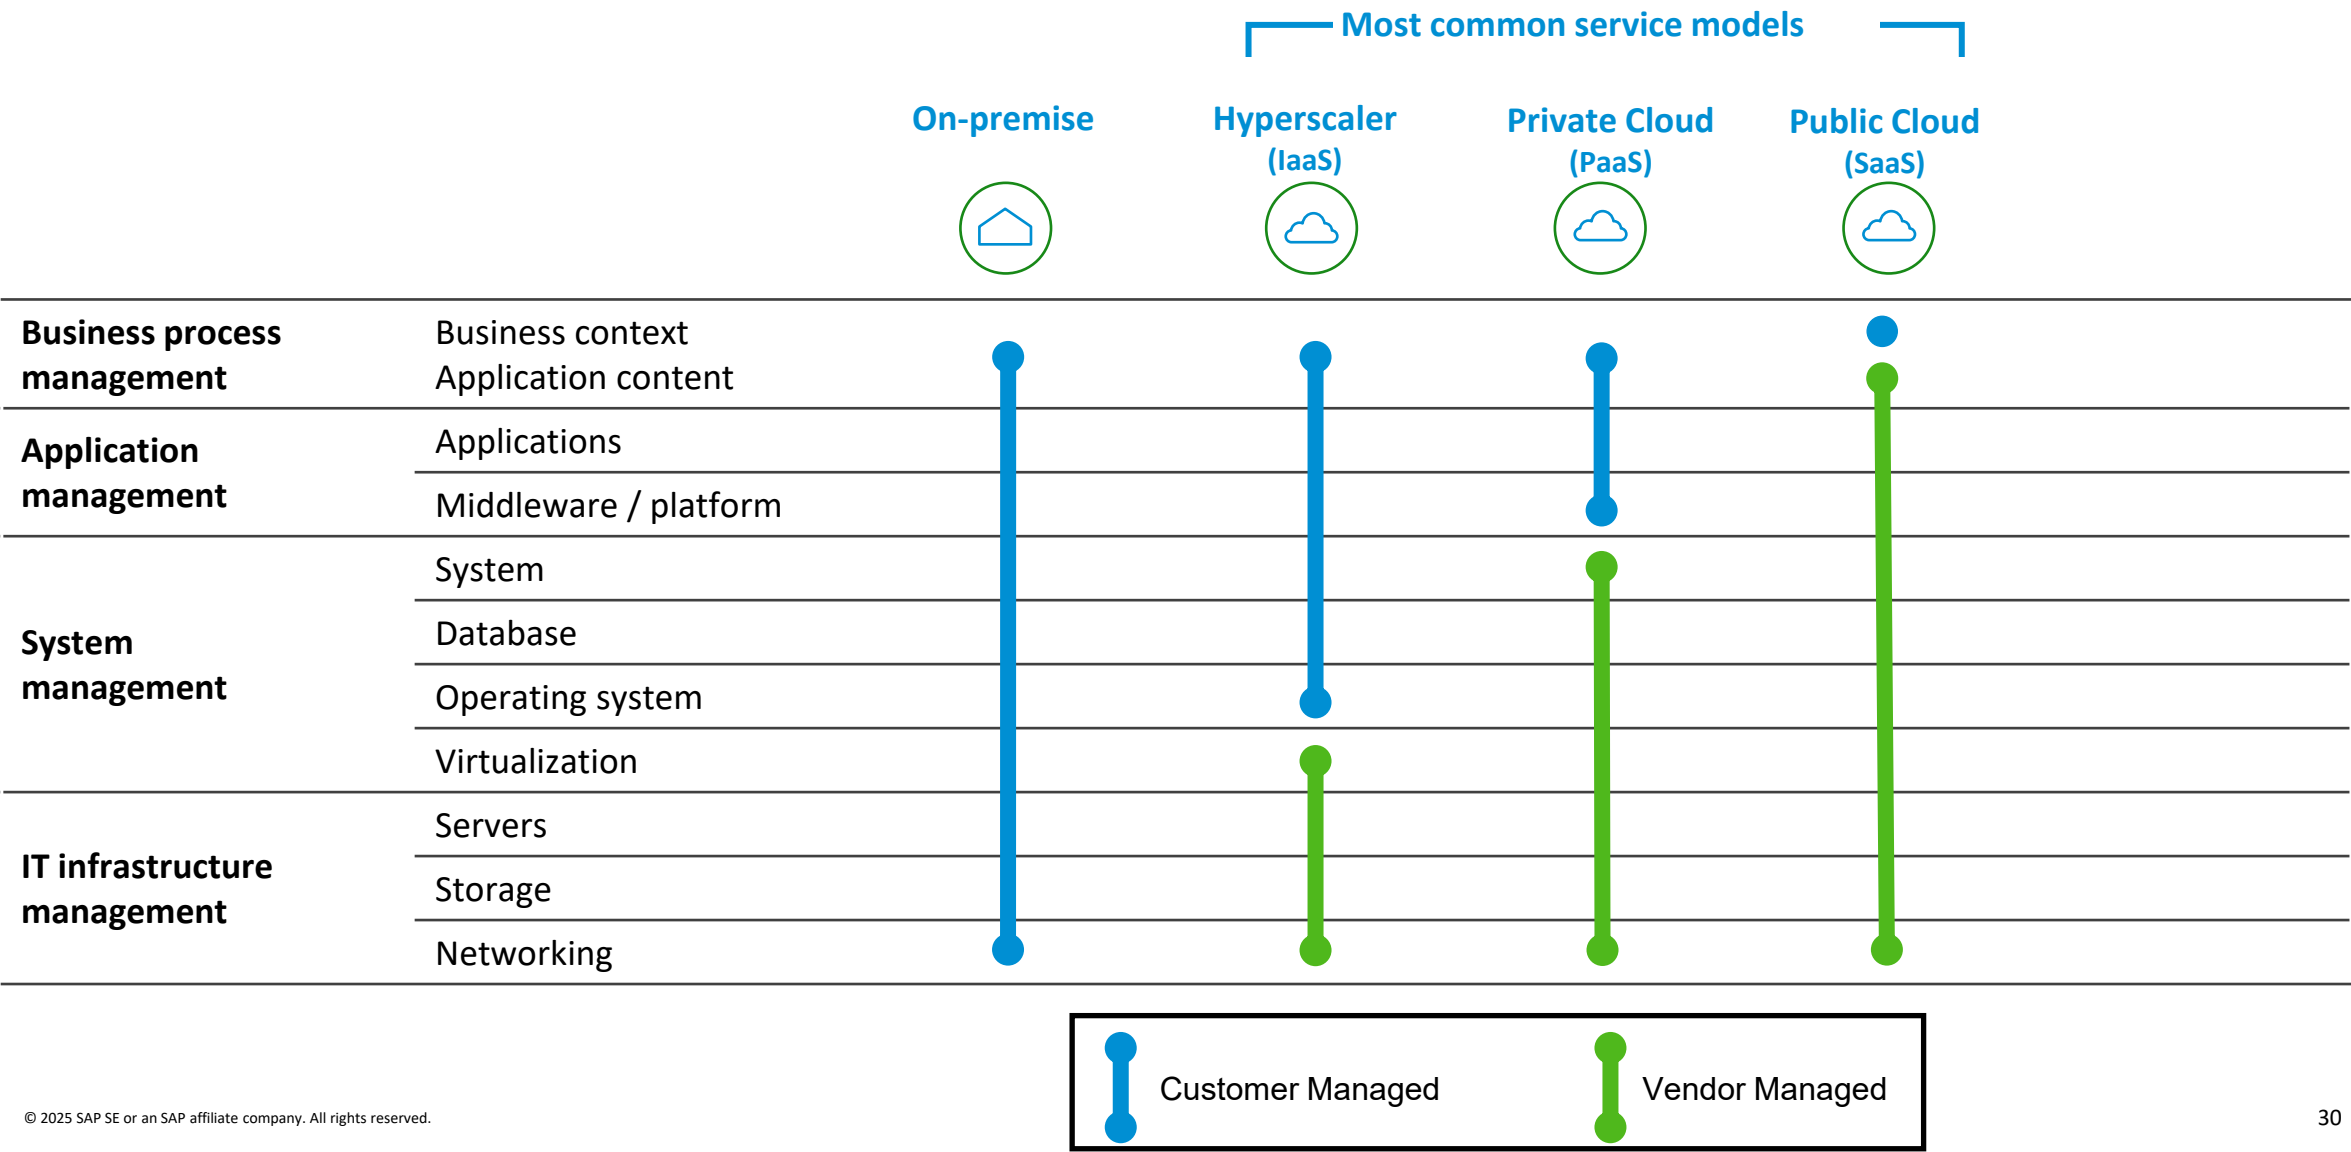 Most common service models
On-premise
Hyperscaler
(IaaS)
Private Cloud
(PaaS)
Public Cloud
(SaaS)
Business process
management
Business context
Application content
Application
management
Applications
Middleware / platform
System
management
System
Database
Operating system
Virtualization
IT infrastructure
management
Servers
Storage
Networking
Customer Managed
Vendor Managed
© 2025 SAP SE or an SAP affiliate company. All rights reserved.
30